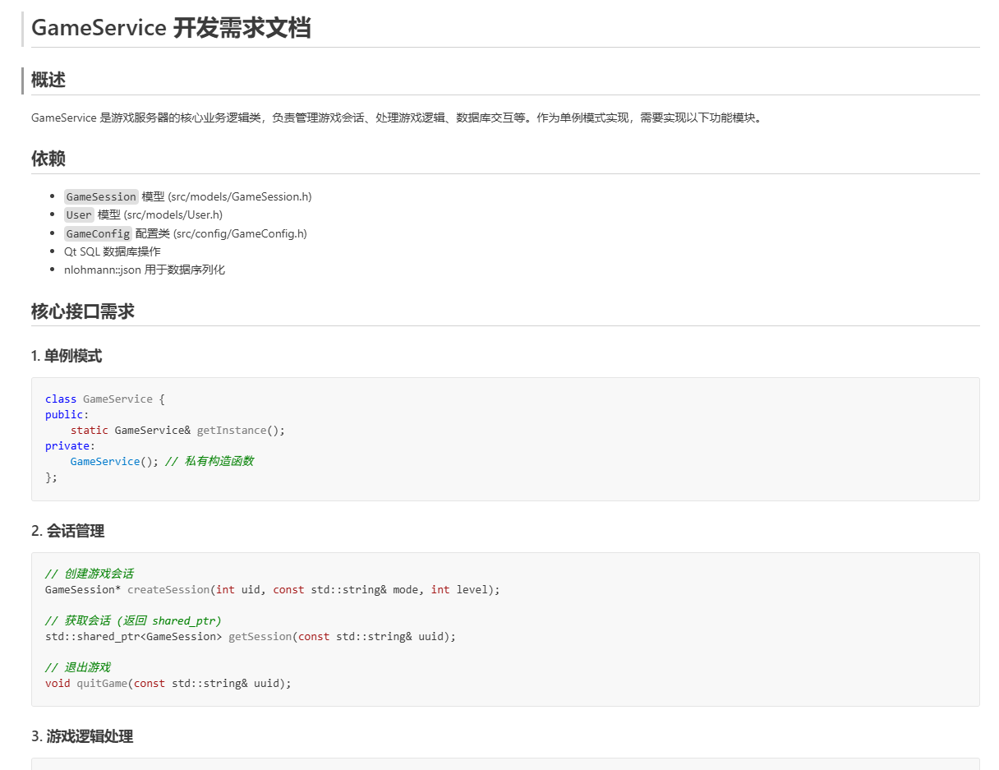 GameService 开发需求文档
概述
GameService 是游戏服务器的核心业务逻辑类，负责管理游戏会话、处理游戏逻辑、数据库交互等。作为单例模式实现，需要实现以下功能模块。
依赖
• GameSession 模型 (src/models/GameSession.h)
• User 模型 (src/models/User.h)
• GameConfig 配置类 (src/config/GameConfig.h)
• Qt SQL 数据库操作
• nlohmann::json 用于数据序列化
核心接口需求
1. 单例模式
class GameService {
public:
    static GameService& getInstance();
private:
    GameService(); // 私有构造函数
};
2. 会话管理
// 创建游戏会话
GameSession* createSession(int uid, const std::string& mode, int level);
// 获取会话 (返回 shared_ptr)
std::shared_ptr<GameSession> getSession(const std::string& uuid);
// 退出游戏
void quitGame(const std::string& uuid);
3. 游戏逻辑处理